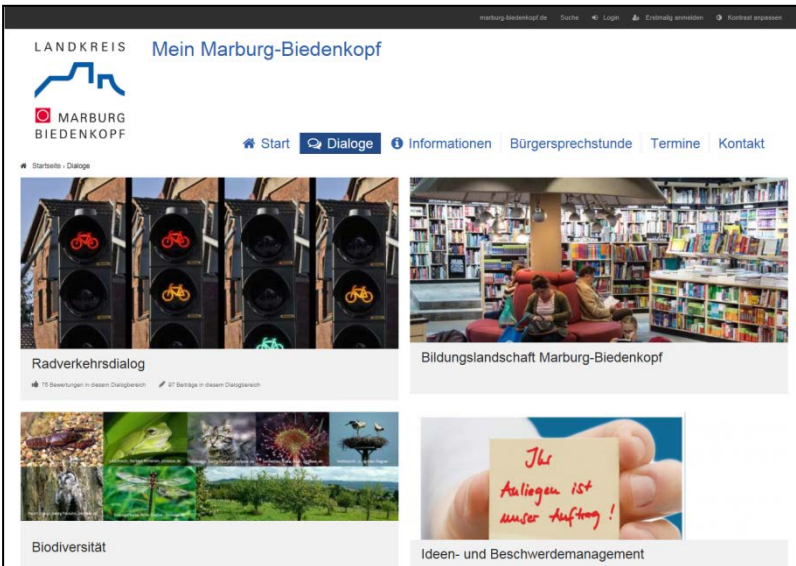 marburg-biedenkopf.de Suche Login Erstmalig anmelden Kontrast anpassen
LANDKREIS
MARBURG
BIEDENKOPF
Mein Marburg-Biedenkopf
Start Dialoge Informationen Bürgersprechstunde Termine Kontakt
Startseite › Dialoge
Radverkehrsdialog
75 Bewertungen in diesem Dialogbereich 97 Beiträge in diesem Dialogbereich
Bildungslandschaft Marburg-Biedenkopf
Biodiversität
Ihr
Anliegen ist
unser Auftrag !
Ideen- und Beschwerdemanagement